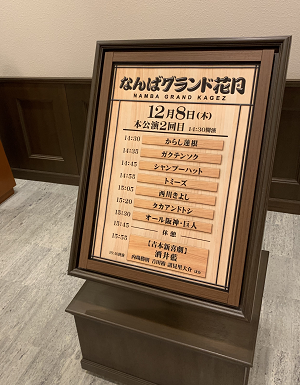 なんばグランド花月
NAMBA GRAND KAGEZ
12月8日(木)
本公演2回目 14:30開演
14:30 からし蓮根
14:35 ガクテンソク
14:45 シャンプーハット
14:55 トミーズ
15:05 西川きよし
15:20 タカアンドトシ
15:30 オール阪神・巨人
15:45 休憩
15:55 【吉本新喜劇】
酒井藍